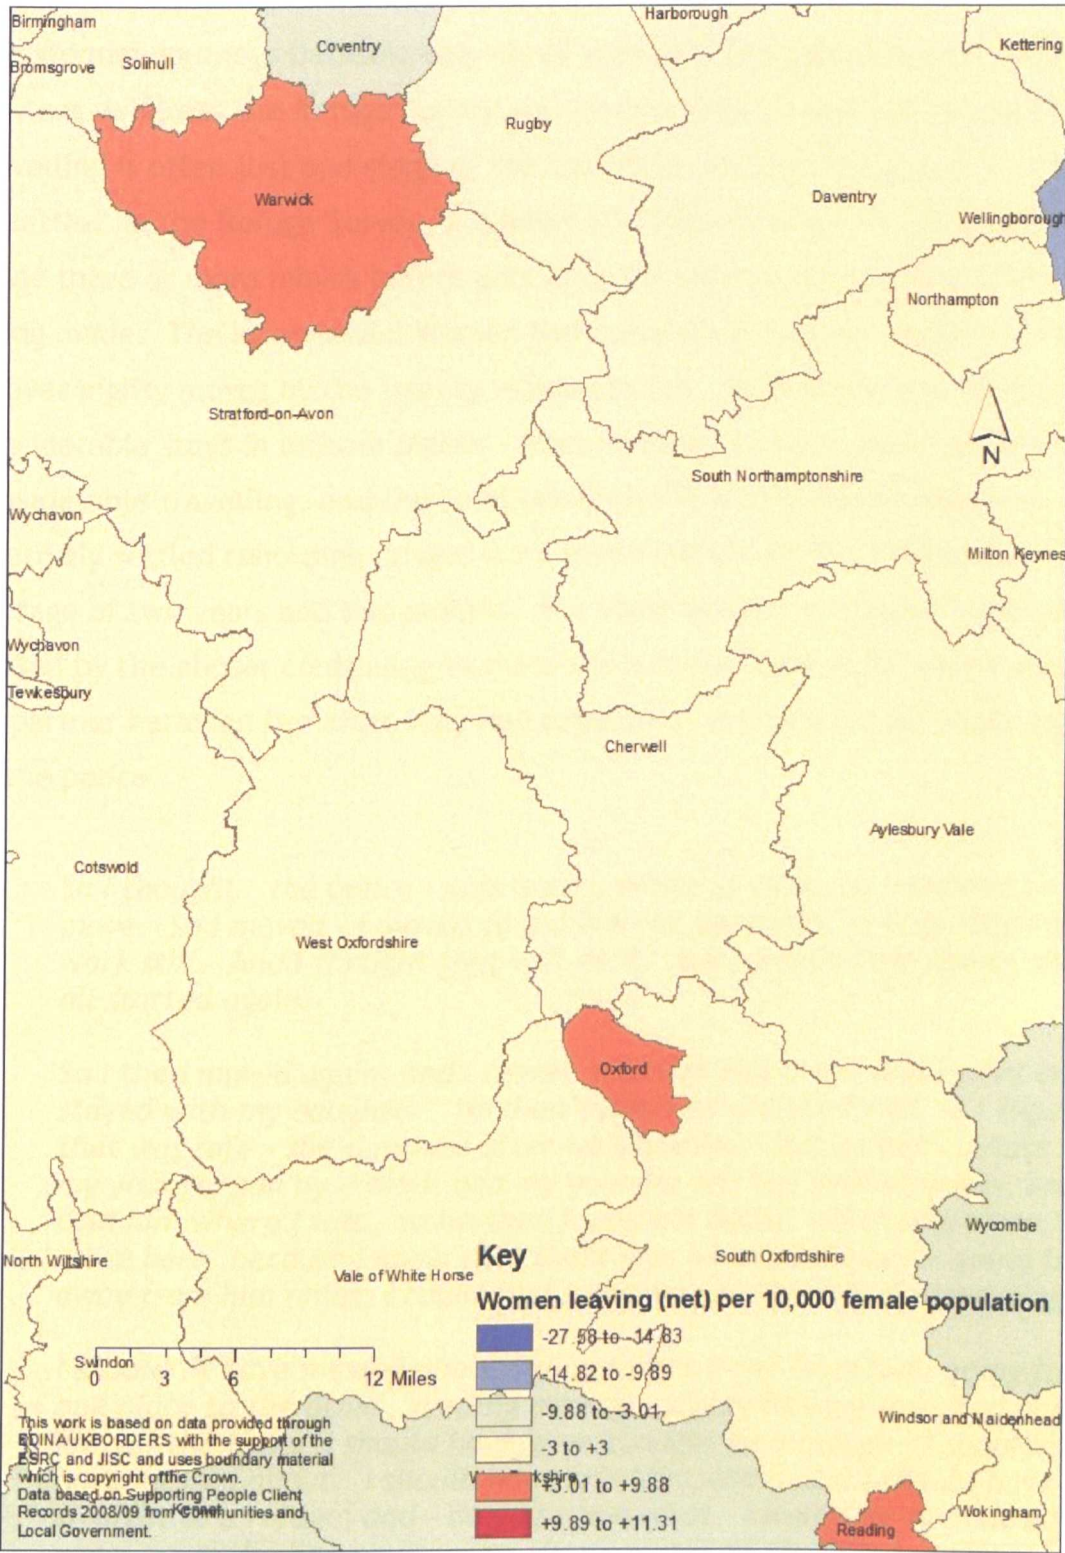 Birmingham
Harborough
Coventry
Kettering
Bromsgrove
Solihull
Rugby
Warwick
Daventry
Wellingborough
Northampton
Stratford-on-Avon
N
South Northamptonshire
Wychavon
Milton Keynes
Wychavon
Tewkesbury
Cherwell
Aylesbury Vale
Cotswold
West Oxfordshire
Oxford
Wycombe
North Wiltshire
Vale of White Horse
South Oxfordshire
Key
Women leaving (net) per 10,000 female population
-27.58 to -14.83
-14.82 to -9.89
-9.88 to -3.01
-3 to +3
+3.01 to +9.88
+9.89 to +11.31
Swindon
0 3 6 12 Miles
Windsor and Maidenhead
This work is based on data provided through
EDINAUKBORDERS with the support of the
ESRC and JISC and uses boundary material
which is copyright of the Crown.
Data based on Supporting People Client
Records 2008/09 from Communities and
Local Government.
Kennet
West Berkshire
Reading
Wokingham